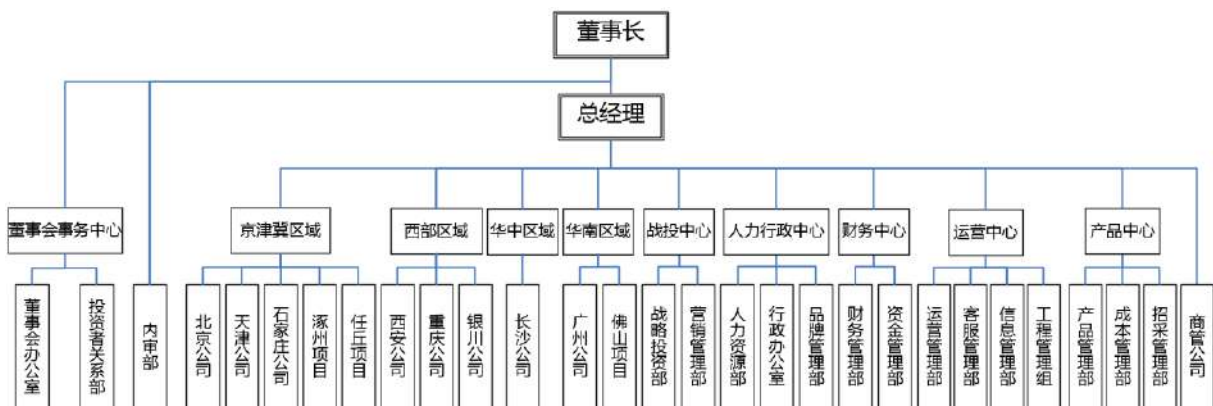 董事长
总经理
董事会事务中心
京津冀区域
西部区域
华中区域
华南区域
战投中心
人力行政中心
财务中心
运营中心
产品中心
董事会办公室
投资者关系部
内审部
北京公司
天津公司
石家庄公司
涿州项目
任丘项目
西安公司
重庆公司
银川公司
长沙公司
广州公司
佛山项目
战略投资部
营销管理部
人力资源部
行政办公室
品牌管理部
财务管理部
资金管理部
运营管理部
客服管理部
信息管理部
工程管理组
产品管理部
成本管理部
招采管理部
商管公司